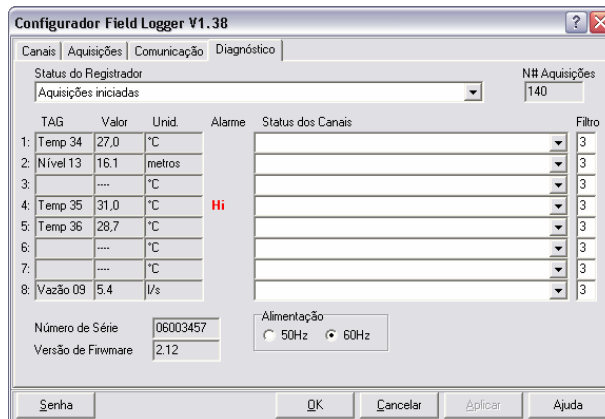 Configurador Field Logger V1.38
Canais Aquisições Comunicação Diagnóstico
Status do Registrador N# Aquisições
Aquisições iniciadas 140
TAG Valor Unid. Alarme Status dos Canais Filtro
1: Temp 34 27,0 °C 3
2: Nível 13 16.1 metros 3
3: ---- °C 3
4: Temp 35 31,0 °C Hi 3
5: Temp 36 28,7 °C 3
6: ---- °C 3
7: ---- °C 3
8: Vazão 09 5.4 l/s 3
Número de Série 06003457
Alimentação
50Hz 60Hz
Versão de Firwmare 2.12
Senha OK Cancelar Aplicar Ajuda